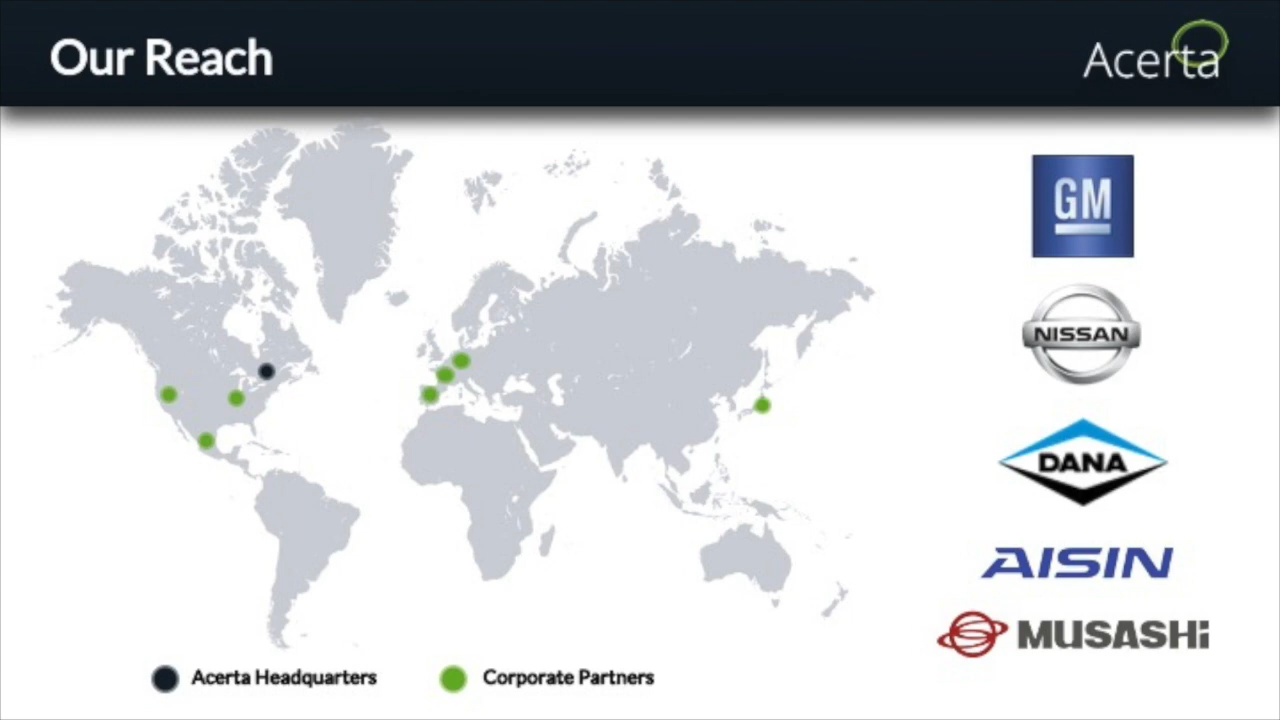 Our Reach
Acerta
GM
NISSAN
DANA
AISIN
MUSASHi
Acerta Headquarters
Corporate Partners